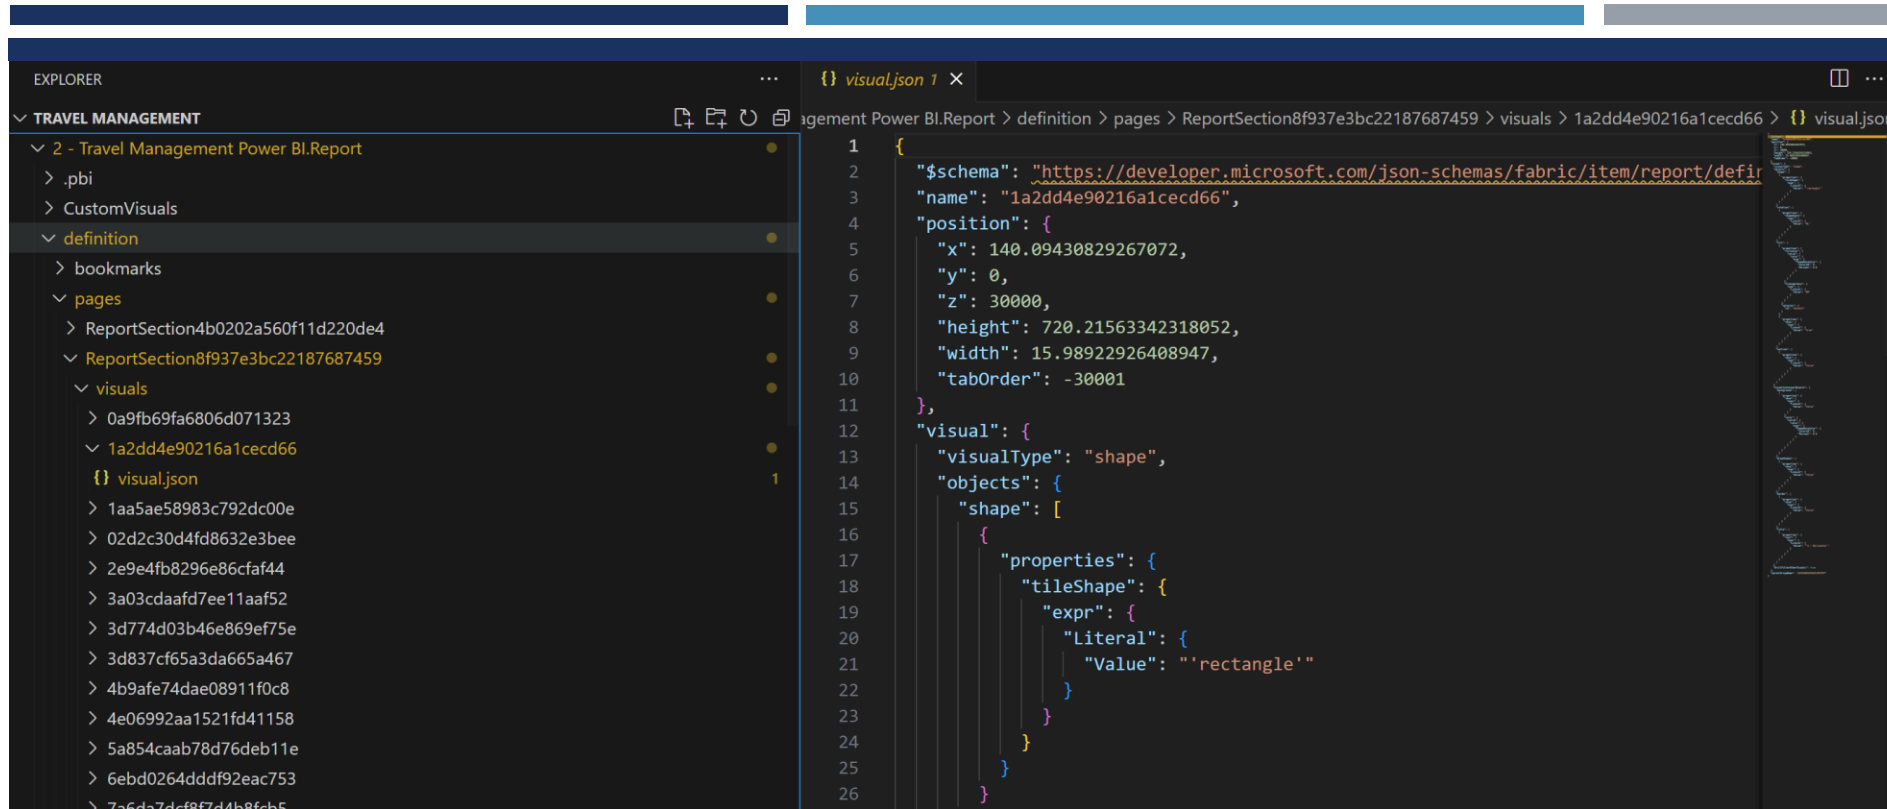 EXPLORER
TRAVEL MANAGEMENT
2 - Travel Management Power BI.Report
.pbi
CustomVisuals
definition
bookmarks
pages
ReportSection4b0202a560f11d220de4
ReportSection8f937e3bc22187687459
visuals
0a9fb69fa6806d071323
1a2dd4e90216a1cecd66
{} visual.json 1
1aa5ae58983c792dc00e
02d2c30d4fd8632e3bee
2e9e4fb8296e86cfaf44
3a03cdaafd7ee11aaf52
3d774d03b46e869ef75e
3d837cf65a3da665a467
4b9afe74dae08911f0c8
4e06992aa1521fd41158
5a854caab78d76deb11e
6ebd0264dddf92eac753
{} visual.json 1
agement Power BI.Report > definition > pages > ReportSection8f937e3bc22187687459 > visuals > 1a2dd4e90216a1cecd66 > {} visual.jso
1 {
2 "$schema": "https://developer.microsoft.com/json-schemas/fabric/item/report/defin
3 "name": "1a2dd4e90216a1cecd66",
4 "position": {
5 "x": 140.09430829267072,
6 "y": 0,
7 "z": 30000,
8 "height": 720.21563342318052,
9 "width": 15.98922926408947,
10 "tabOrder": -30001
11 },
12 "visual": {
13 "visualType": "shape",
14 "objects": {
15 "shape": [
16 {
17 "properties": {
18 "tileShape": {
19 "expr": {
20 "Literal": {
21 "Value": "'rectangle'"
22 }
23 }
24 }
25 }
26 }